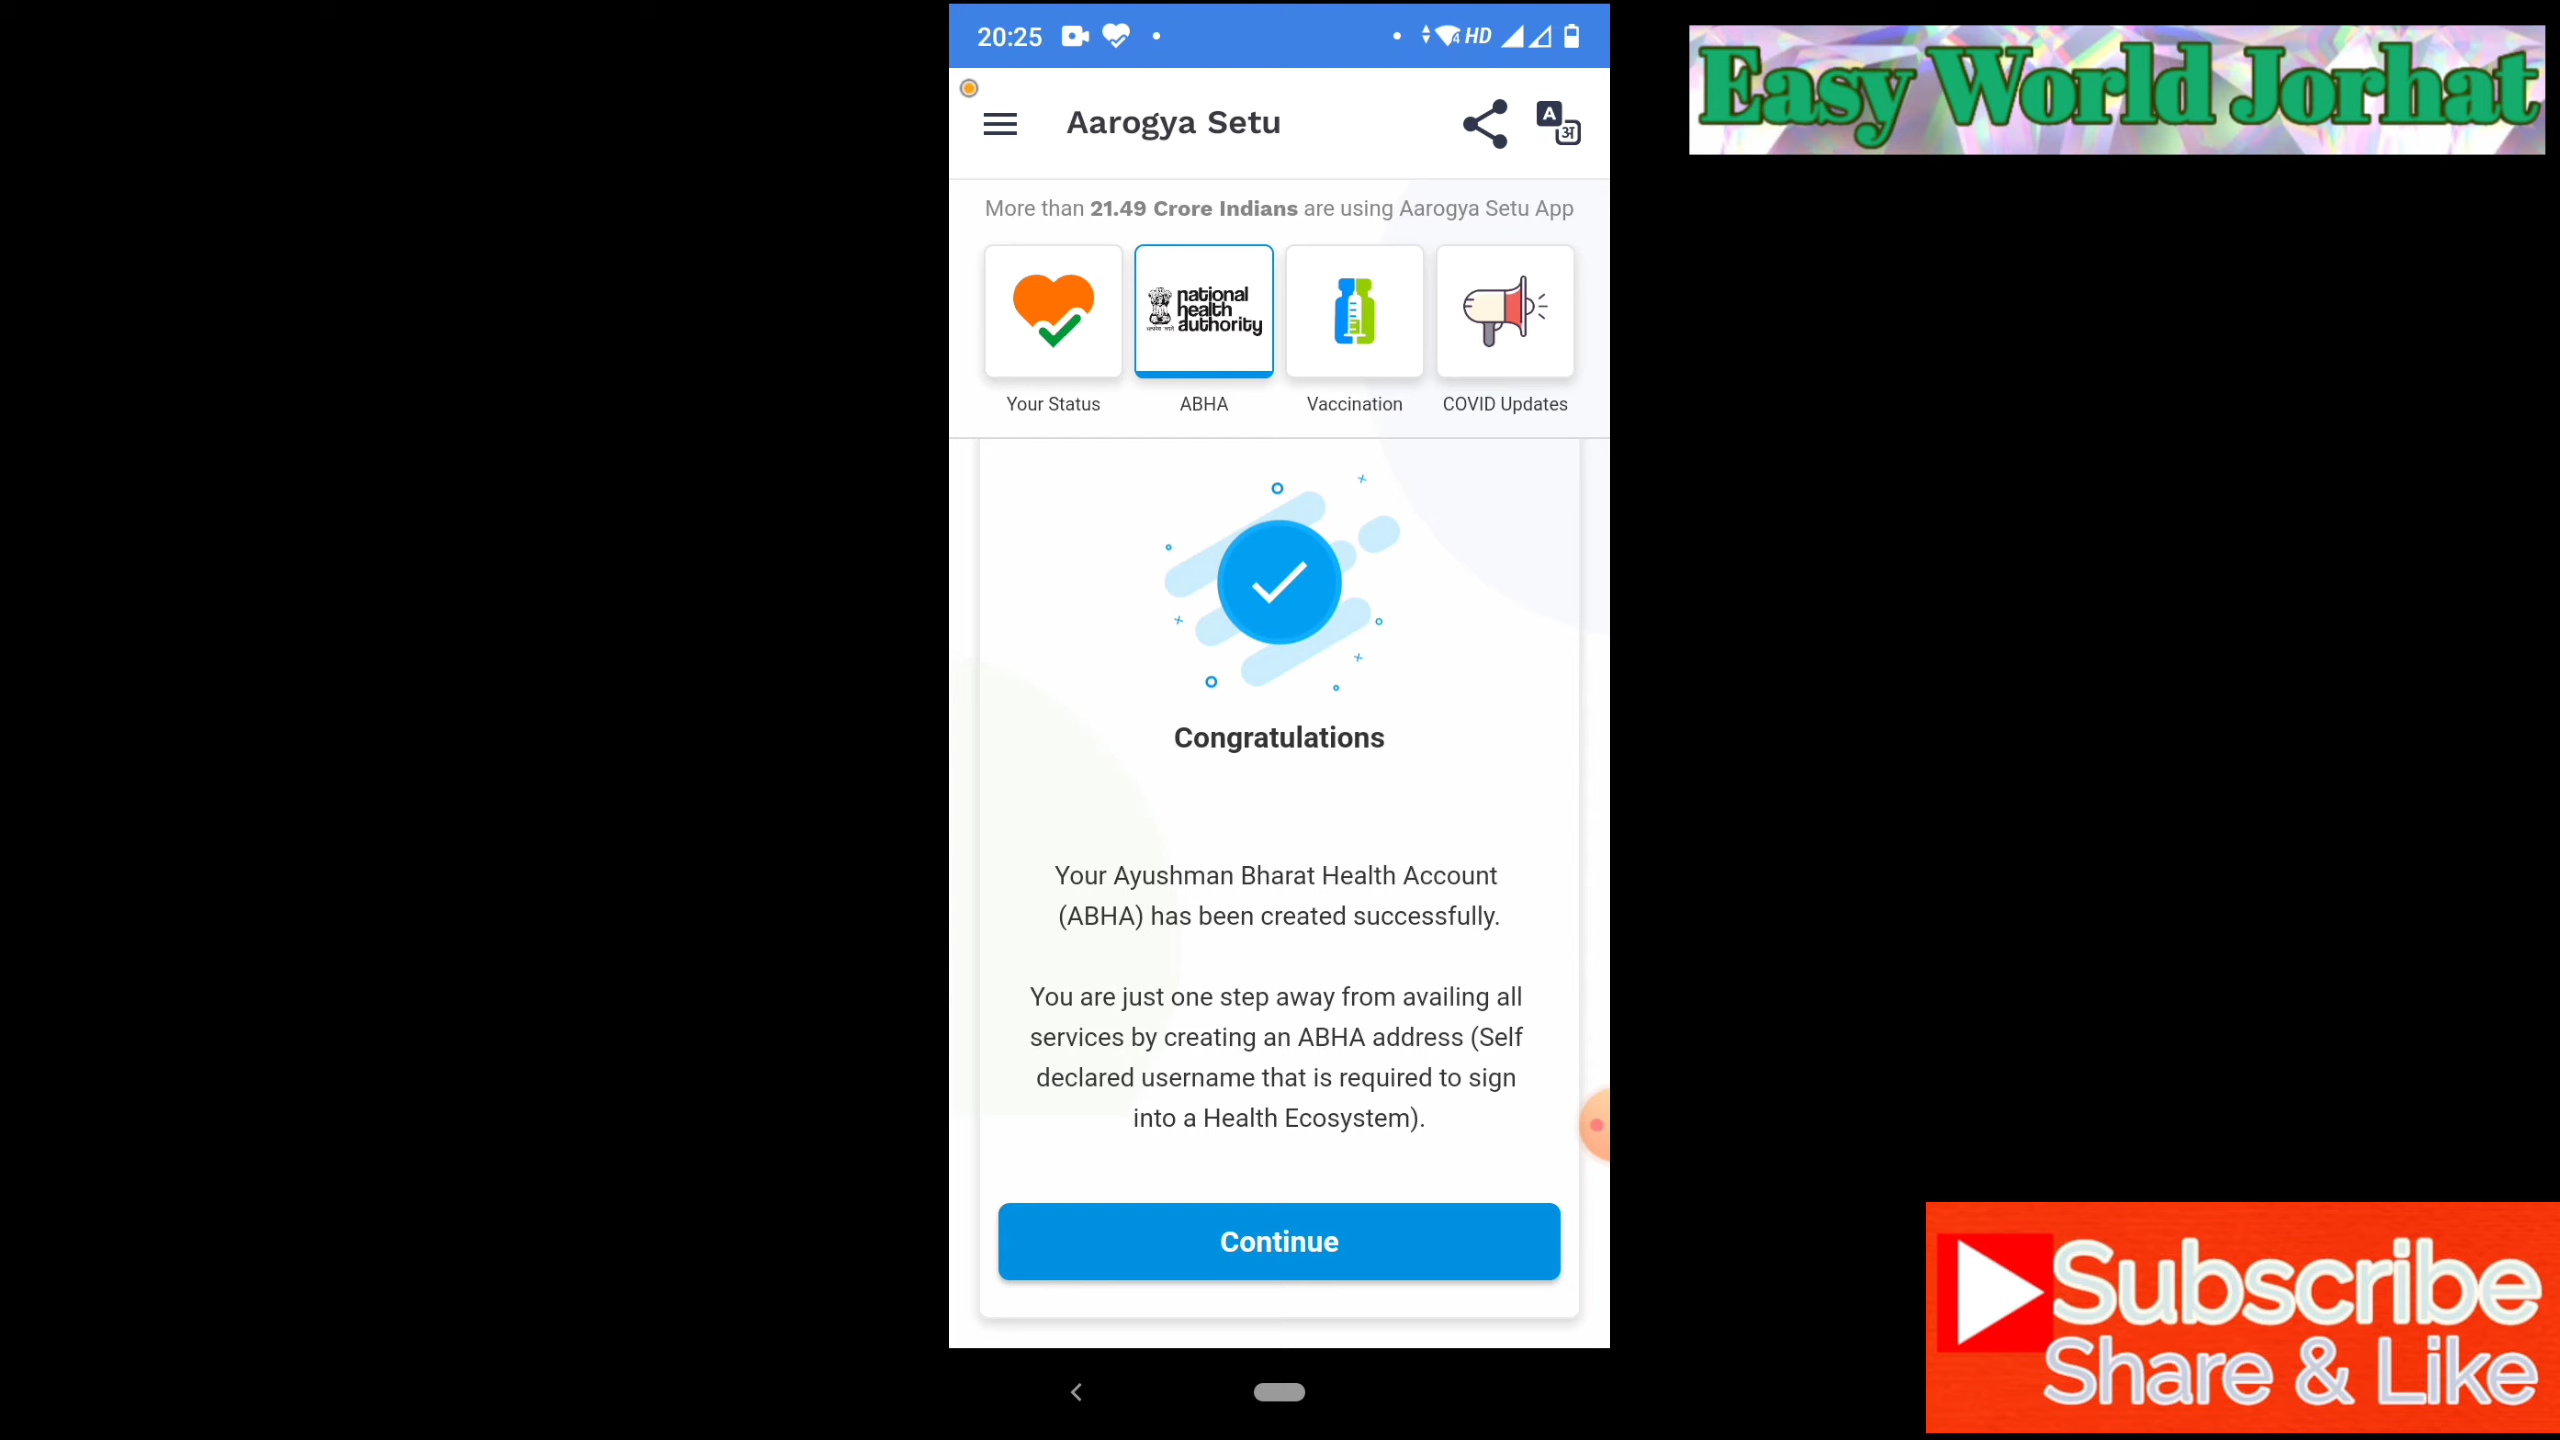 20:25
HD
Easy World Jorhat
Aarogya Setu
A
अ
More than 21.49 Crore Indians are using Aarogya Setu App
national
health
authority
Your Status
ABHA
Vaccination
COVID Updates
Congratulations
Your Ayushman Bharat Health Account
(ABHA) has been created successfully.
You are just one step away from availing all
services by creating an ABHA address (Self
declared username that is required to sign
into a Health Ecosystem).
Continue
Subscribe
Share & Like